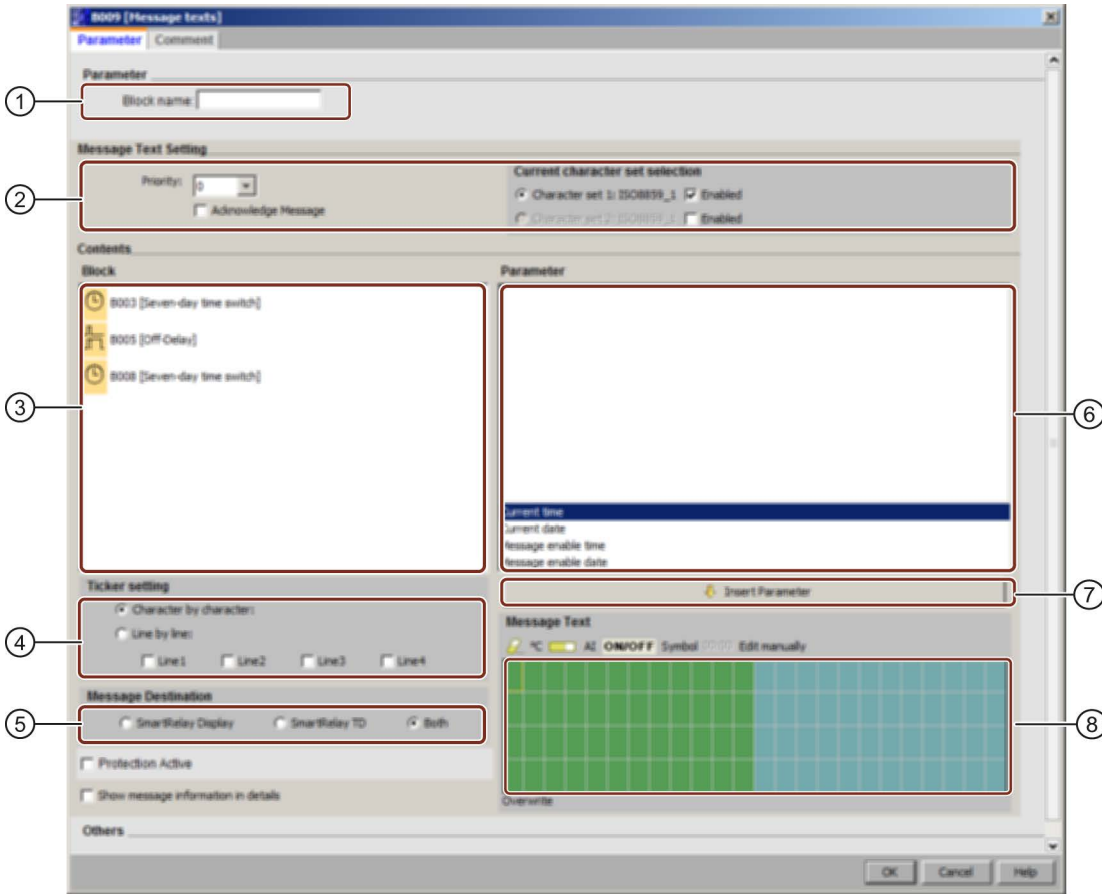 B009 [Message texts]
Parameter Comment
Parameter
1 Block name:
Message Text Setting
2 Priority: 0
Acknowledge Message
Current character set selection
Character set 1: ISO8859_1 Enabled
Character set 2: ISO8859_1 Enabled
Contents
Block
3 B003 [Seven-day time switch]
B005 [Off-Delay]
B008 [Seven-day time switch]
Parameter
6
Current time
Current date
Message enable time
Message enable date
Ticker setting
4 Character by character:
Line by line:
Line1 Line2 Line3 Line4
Insert Parameter 7
Message Text
°C AI ON/OFF Symbol Edit manually
8
Overwrite
Message Destination
5 SmartRelay Display SmartRelay TD Both
Protection Active
Show message information in details
Others
OK Cancel Help